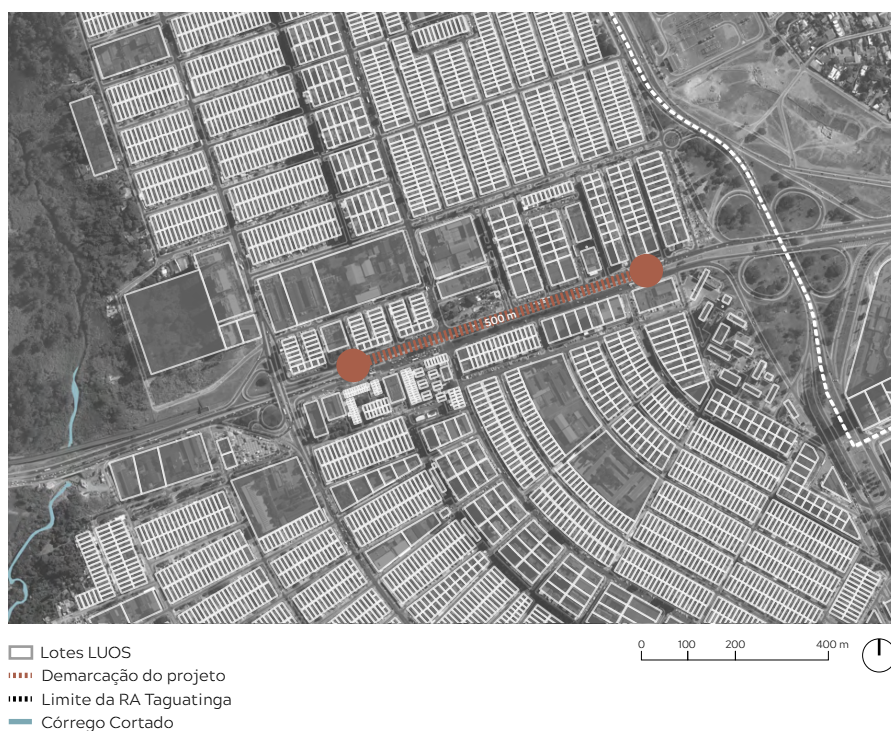 500 m
Lotes LUOS
Demarcação do projeto
Limite da RA Taguatinga
Córrego Cortado
0 100 200 400 m